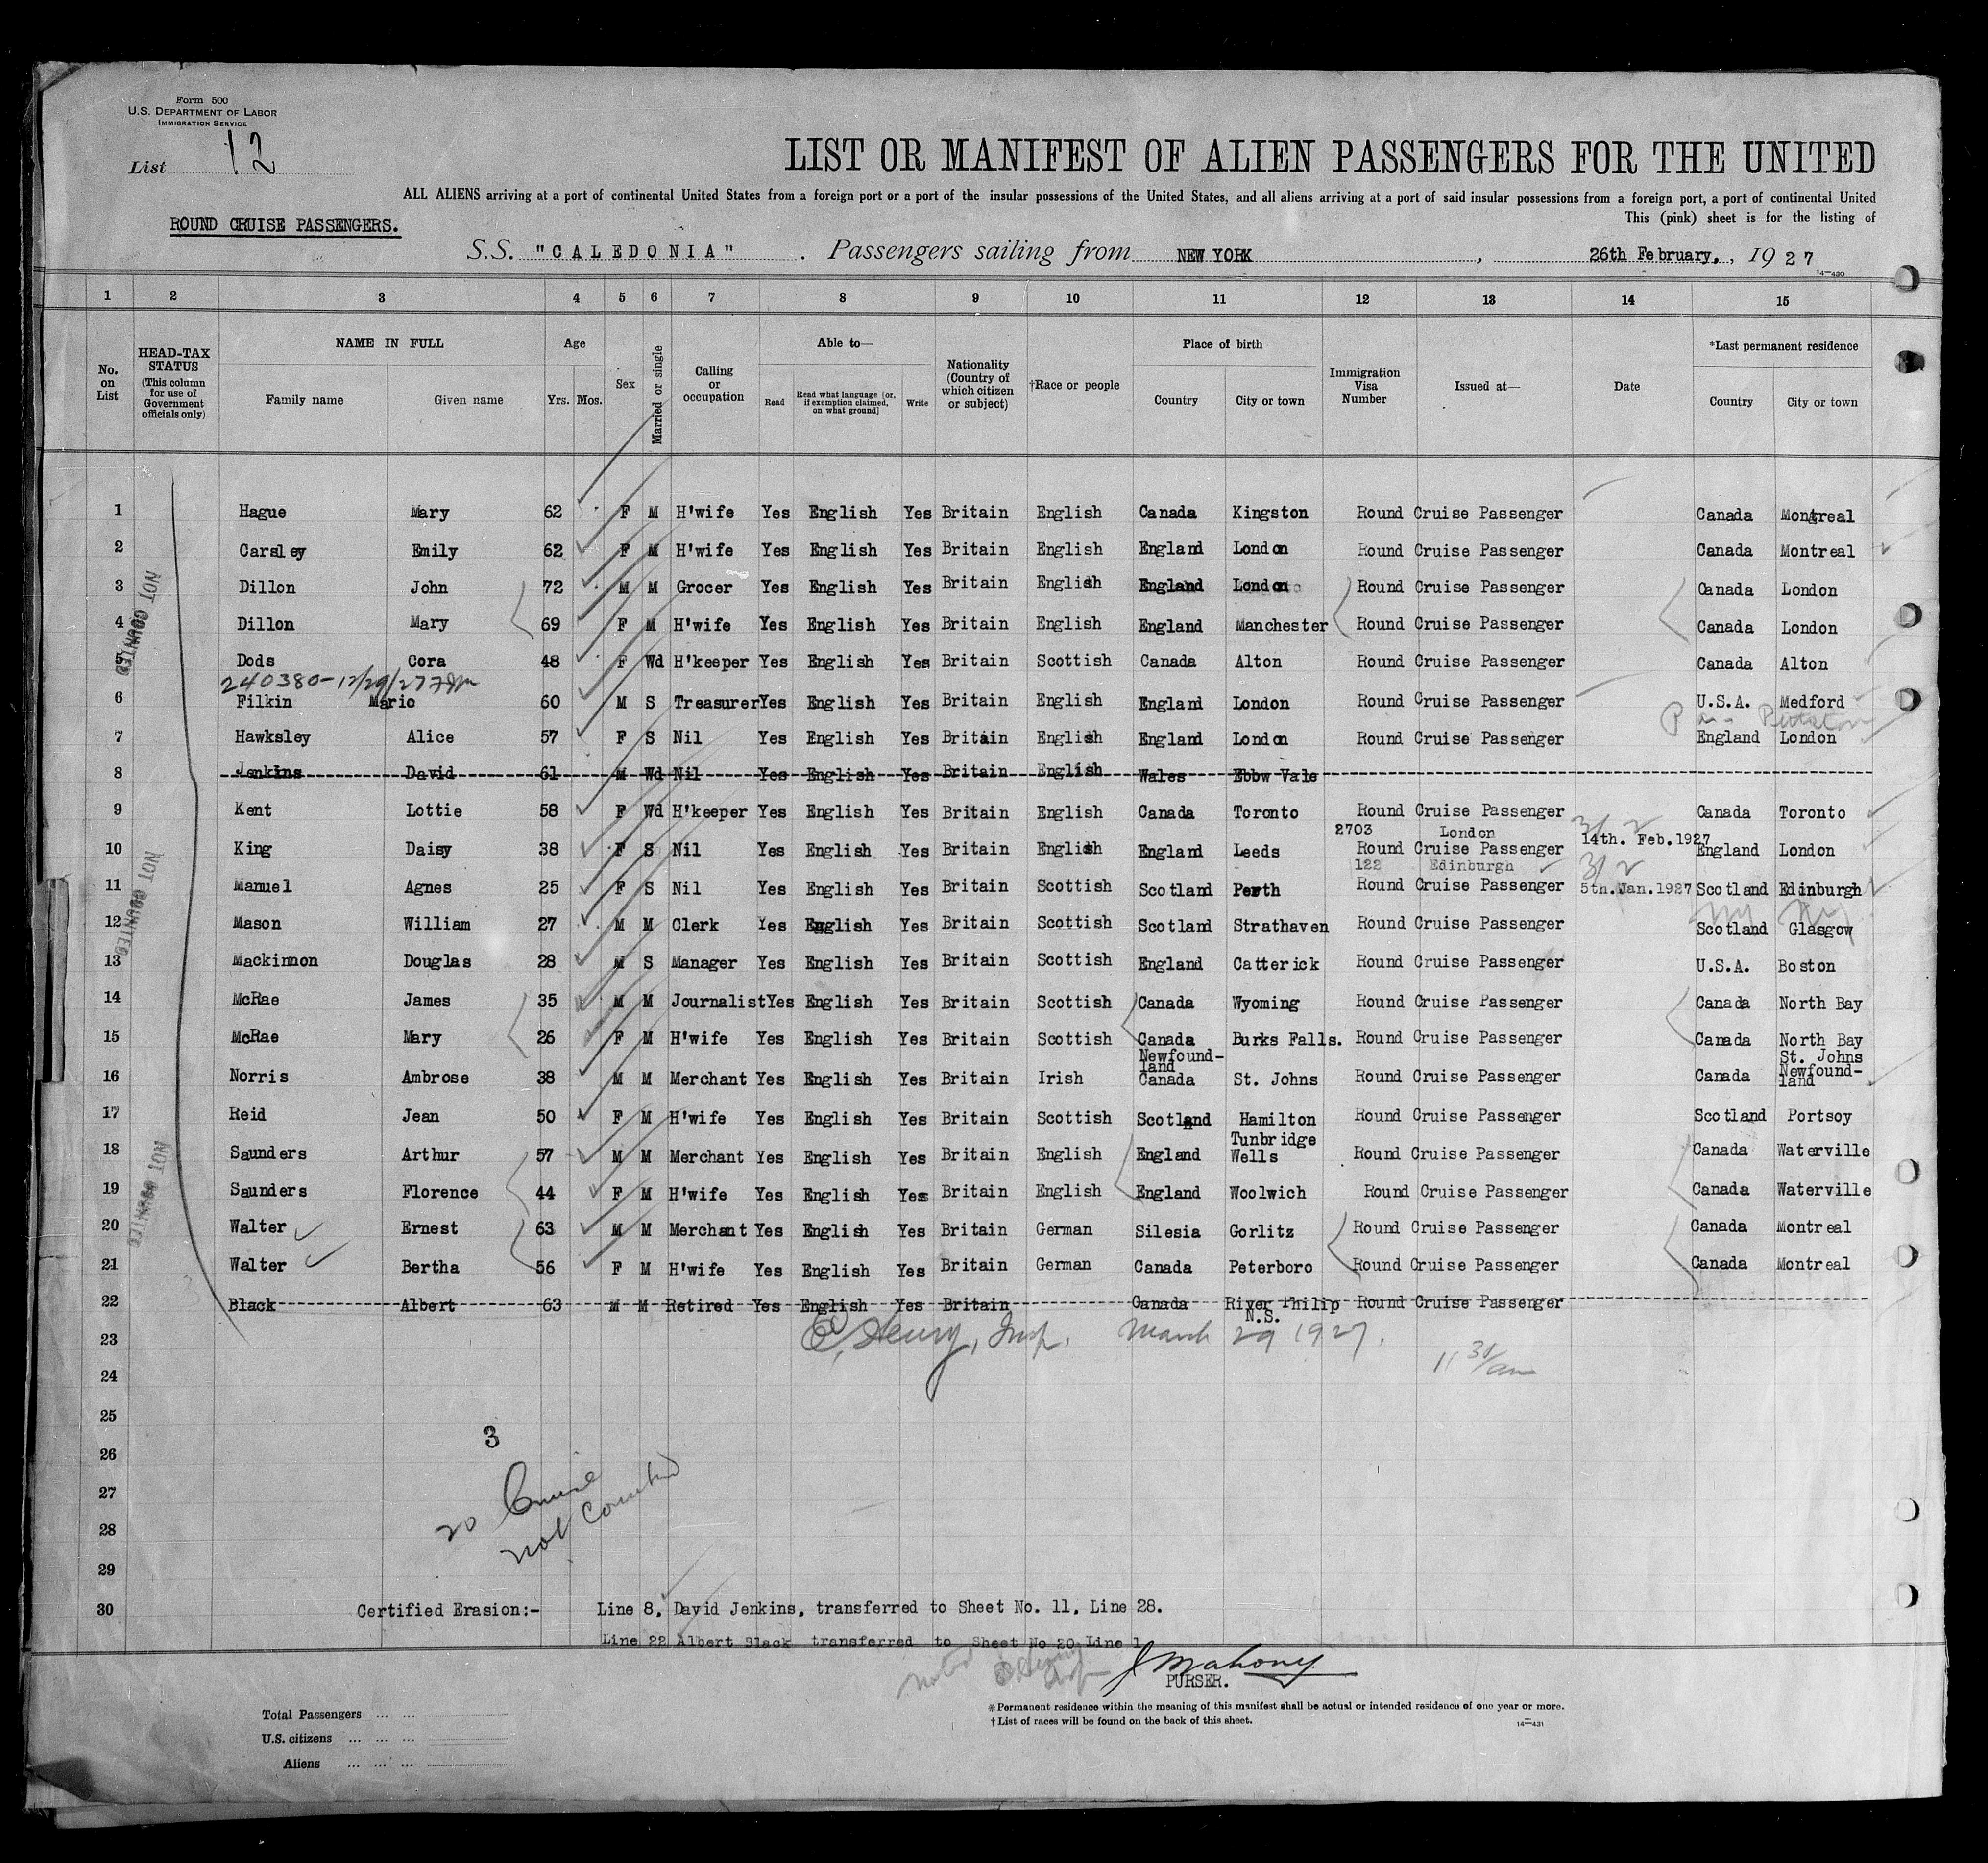 Form 500
U.S. DEPARTMENT OF LABOR
IMMIGRATION SERVICE
List 12
LIST OR MANIFEST OF ALIEN PASSENGERS FOR THE UNITED
ALL ALIENS arriving at a port of continental United States from a foreign port or a port of the insular possessions of the United States, and all aliens arriving at a port of said insular possessions from a foreign port, a port of continental United
This (pink) sheet is for the listing of
ROUND CRUISE PASSENGERS.
S.S. "CALEDONIA" . Passengers sailing from NEW YORK , 26th February, , 1927
14—430
1 2 3 4 5 6 7 8 9 10 11 12 13 14 15
No. on List
HEAD-TAX STATUS (This column for use of Government officials only)
NAME IN FULL Family name Given name
Age Yrs. Mos.
Sex
Married or single
Calling or occupation
Able to— Read Read what language [or, if exemption claimed, on what ground] Write
Nationality (Country of which citizen or subject)
†Race or people
Place of birth Country City or town
Immigration Visa Number
Issued at—
Date
*Last permanent residence Country City or town
1 Hague Mary 62 F M H'wife Yes English Yes Britain English Canada Kingston Round Cruise Passenger Canada Montreal
2 Carsley Emily 62 F M H'wife Yes English Yes Britain English England London Round Cruise Passenger Canada Montreal
3 Dillon John 72 M M Grocer Yes English Yes Britain English England London Round Cruise Passenger Canada London
4 Dillon Mary 69 F M H'wife Yes English Yes Britain English England Manchester Round Cruise Passenger Canada London
5 Dods Cora 48 F Wd H'keeper Yes English Yes Britain Scottish Canada Alton Round Cruise Passenger Canada Alton
240380-12/29/27
6 Filkin Mario 60 M S Treasurer Yes English Yes Britain English England London Round Cruise Passenger U.S.A. Medford
7 Hawksley Alice 57 F S Nil Yes English Yes Britain English England London Round Cruise Passenger England London
8 Jenkins David 61 M Wd Nil Yes English Yes Britain English Wales Ebbw Vale
9 Kent Lottie 58 F Wd H'keeper Yes English Yes Britain English Canada Toronto Round Cruise Passenger Canada Toronto
2703 London
10 King Daisy 38 F S Nil Yes English Yes Britain English England Leeds Round Cruise Passenger 14th. Feb.1927 England London
122 Edinburgh
11 Manuel Agnes 25 F S Nil Yes English Yes Britain Scottish Scotland Perth Round Cruise Passenger 5th.Jan.1927 Scotland Edinburgh
12 Mason William 27 M M Clerk Yes English Yes Britain Scottish Scotland Strathaven Round Cruise Passenger Scotland Glasgow
13 Mackinnon Douglas 28 M S Manager Yes English Yes Britain Scottish England Catterick Round Cruise Passenger U.S.A. Boston
14 McRae James 35 M M Journalist Yes English Yes Britain Scottish Canada Wyoming Round Cruise Passenger Canada North Bay
15 McRae Mary 26 F M H'wife Yes English Yes Britain Scottish Canada Burks Falls. Round Cruise Passenger Canada North Bay
Newfound-land St. Johns
16 Norris Ambrose 38 M M Merchant Yes English Yes Britain Irish Canada St. Johns Round Cruise Passenger Canada Newfound-land
17 Reid Jean 50 F M H'wife Yes English Yes Britain Scottish Scotland Hamilton Round Cruise Passenger Scotland Portsoy
18 Saunders Arthur 57 M M Merchant Yes English Yes Britain English England Tunbridge Wells Round Cruise Passenger Canada Waterville
19 Saunders Florence 44 F M H'wife Yes English Yes Britain English England Woolwich Round Cruise Passenger Canada Waterville
20 Walter Ernest 63 M M Merchant Yes English Yes Britain German Silesia Gorlitz Round Cruise Passenger Canada Montreal
21 Walter Bertha 56 F M H'wife Yes English Yes Britain German Canada Peterboro Round Cruise Passenger Canada Montreal
22 Black Albert 63 M M Retired Yes English Yes Britain Canada River Philip N.S. Round Cruise Passenger
NOT COUNTED
NOT COUNTED
NOT COUNTED
23 Henry, Insp. March 29 1927.
24 11 30/am
25
26 3
27 20 Cruise
28 not Counted
29
30 Certified Erasion:- Line 8, David Jenkins, transferred to Sheet No. 11, Line 28.
Line 22 Albert Black transferred to Sheet No 20 Line 1
noted
J Mahony
PURSER.
Total Passengers ... ...
U.S. citizens ... ... ...
Aliens ... ... ...
* Permanent residence within the meaning of this manifest shall be actual or intended residence of one year or more.
† List of races will be found on the back of this sheet.
14—431